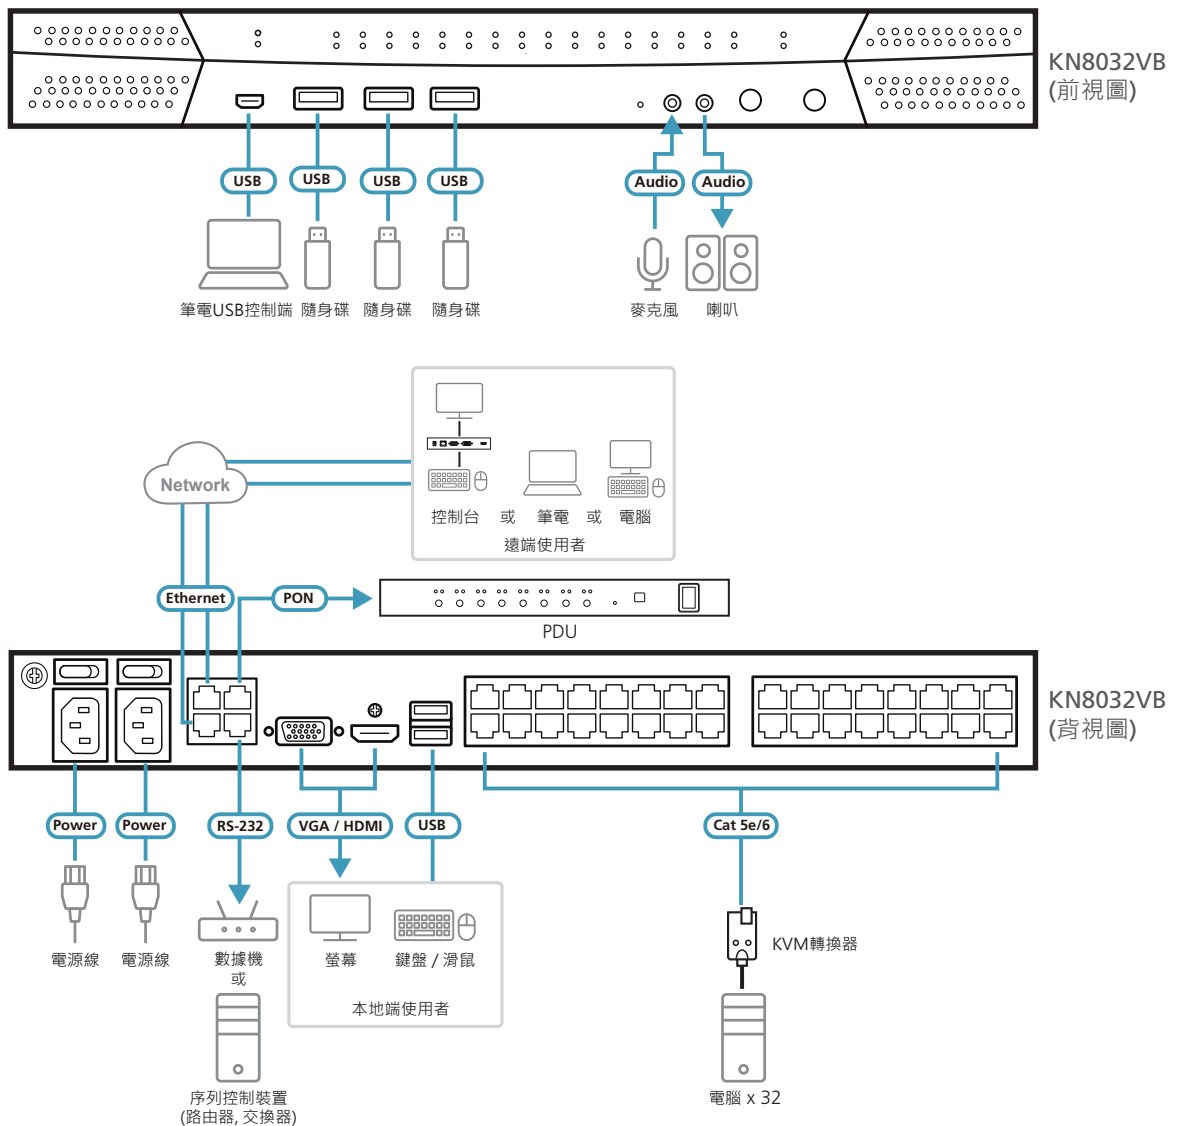 KN8032VB
(前視圖)
USB
USB
USB
USB
Audio
Audio
筆電USB控制端
隨身碟
隨身碟
隨身碟
麥克風
喇叭
Network
控制台
或
筆電
或
電腦
遠端使用者
Ethernet
PON
PDU
KN8032VB
(背視圖)
Power
Power
RS-232
VGA / HDMI
USB
Cat 5e/6
KVM轉換器
電源線
電源線
數據機
或
螢幕
鍵盤 / 滑鼠
本地端使用者
序列控制裝置
(路由器, 交換器)
電腦 x 32